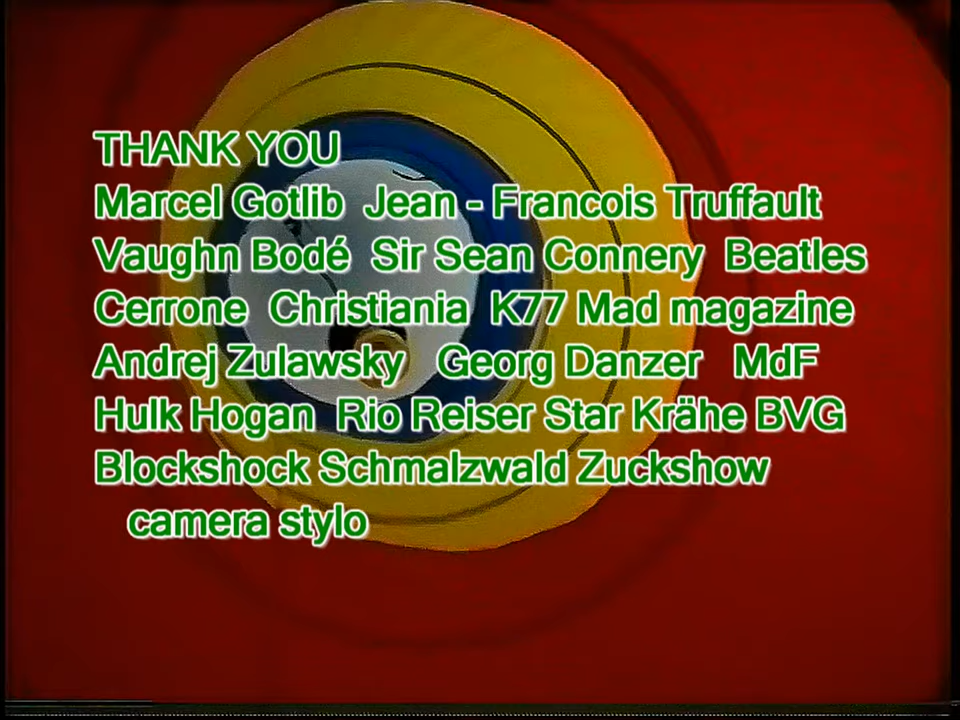 THANK YOU
Marcel Gotlib Jean - Francois Truffault
Vaughn Bodé Sir Sean Connery Beatles
Cerrone Christiania K77 Mad magazine
Andrej Zulawsky Georg Danzer MdF
Hulk Hogan Rio Reiser Star Krähe BVG
Blockshock Schmalzwald Zuckshow
camera stylo